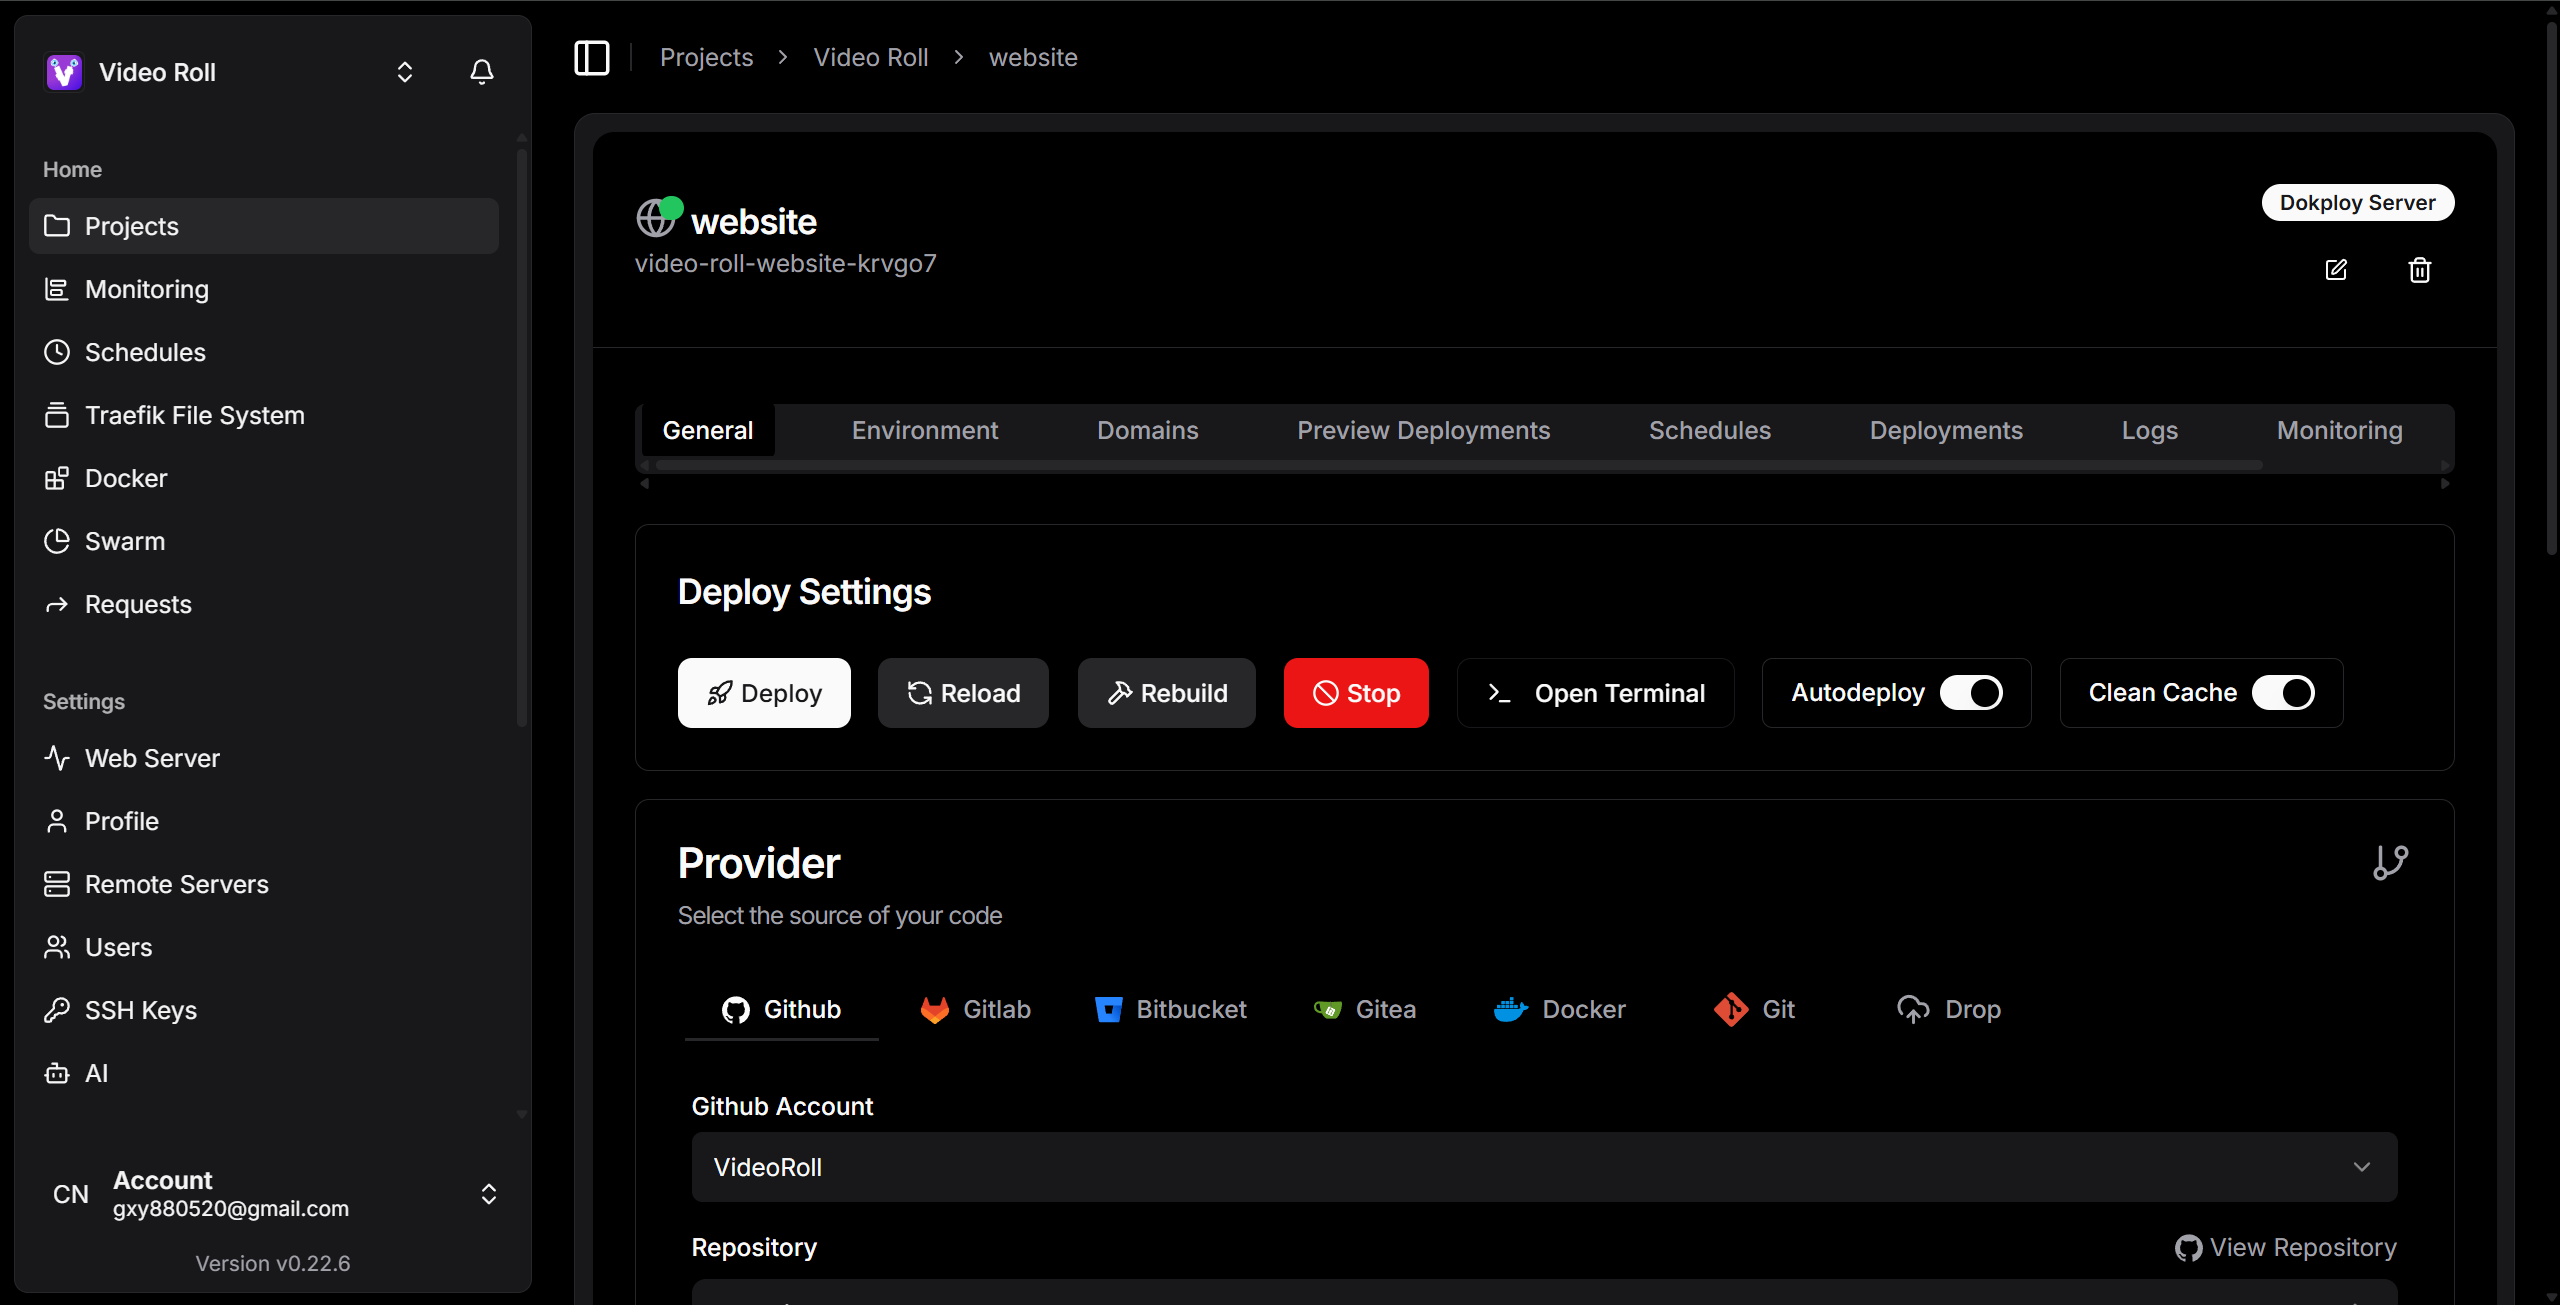 Video Roll
Home
Projects
Monitoring
Schedules
Traefik File System
Docker
Swarm
Requests
Settings
Web Server
Profile
Remote Servers
Users
SSH Keys
AI
CN
Account
gxy880520@gmail.com
Version v0.22.6
Projects > Video Roll > website
website
video-roll-website-krvgo7
Dokploy Server
General Environment Domains Preview Deployments Schedules Deployments Logs Monitoring
Deploy Settings
Deploy Reload Rebuild Stop Open Terminal Autodeploy Clean Cache
Provider
Select the source of your code
Github Gitlab Bitbucket Gitea Docker Git Drop
Github Account
VideoRoll
Repository View Repository